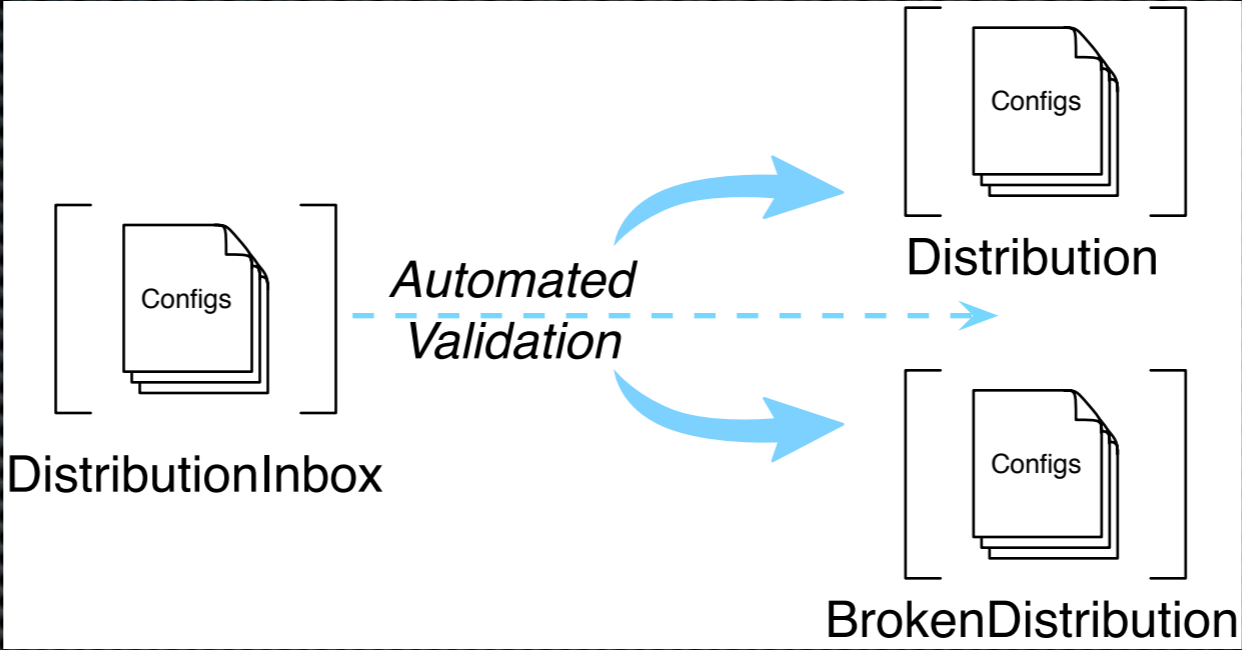 Configs
DistributionInbox
Automated
Validation
Configs
Distribution
Configs
BrokenDistribution